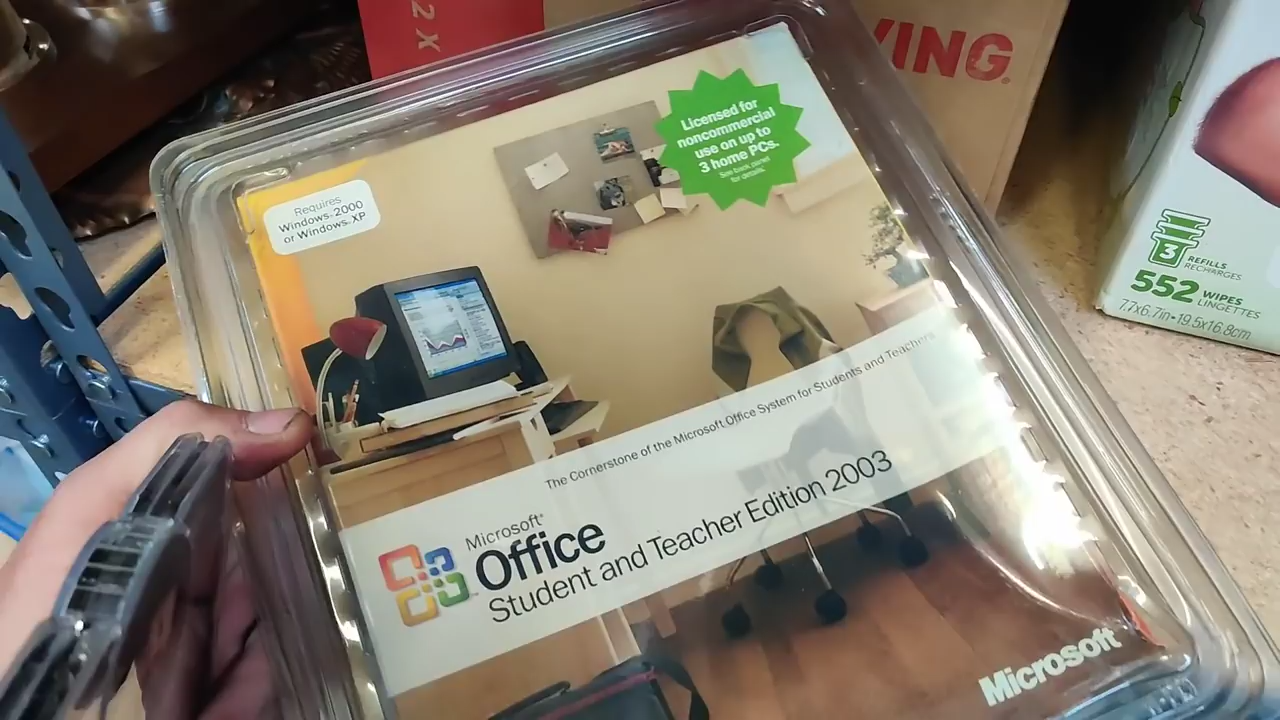 2X
VING®
Licensed for
noncommercial
use on up to
3 home PCs.
See back panel
for details.
Requires
Windows 2000
or Windows XP
The Cornerstone of the Microsoft Office System for Students and Teachers
Microsoft®
Office
Student and Teacher Edition 2003
Microsoft
3
REFILLS
RECHARGES
552 WIPES
LINGETTES
7.7x6.7in•19.5x16.8cm